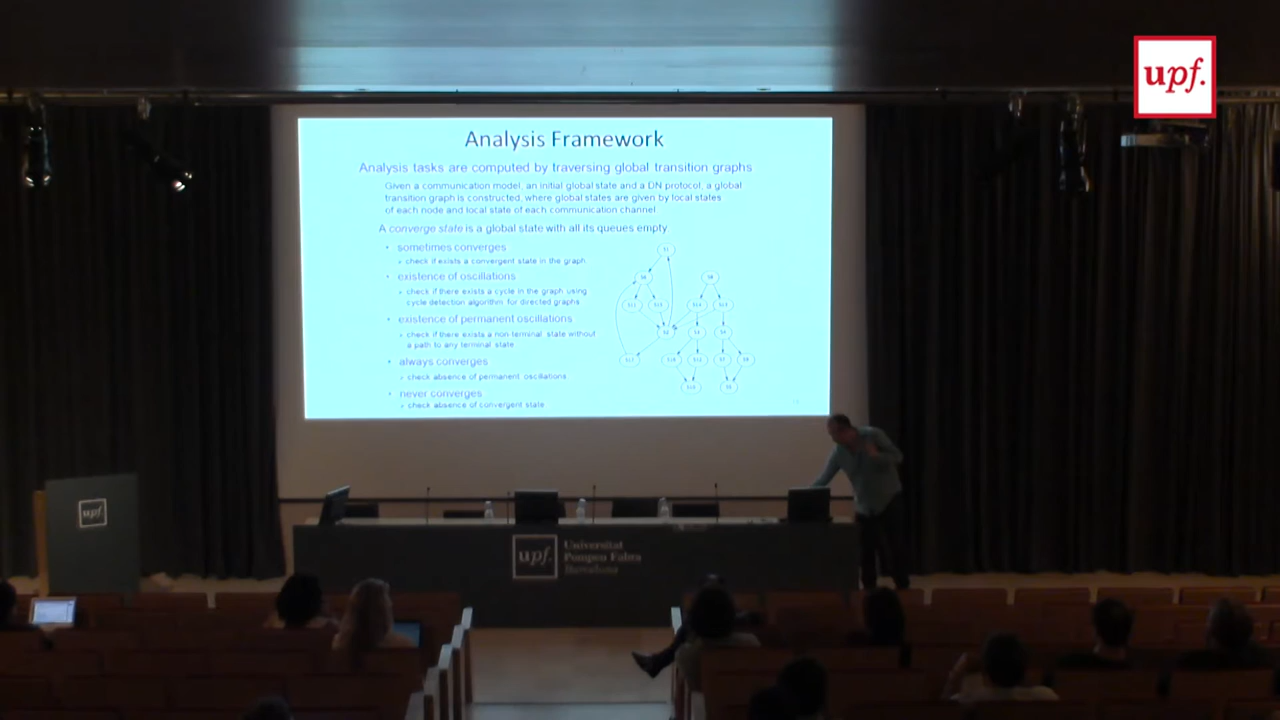 upf.
Analysis Framework
Analysis tasks are computed by traversing global transition graphs
Given a communication model, an initial global state and a DN protocol, a global
transition graph is constructed, where global states are given by local states
of each node and local state of each communication channel
A converge state is a global state with all its queues empty.
• sometimes converges
check if exists a convergent state in the graph
• existence of oscillations
check if there exists a cycle in the graph using
cycle detection algorithm for directed graphs
• existence of permanent oscillations
check if there exists a non terminal state without
a path to any terminal state
• always converges
check absence of permanent oscillations
• never converges
check absence of convergent state
upf.
upf.
Universitat
Pompeu Fabra
Barcelona